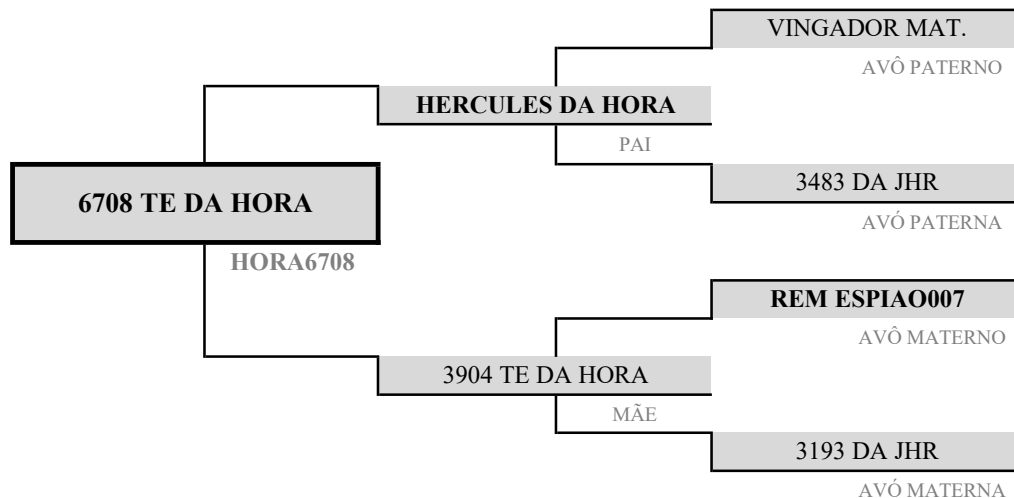 VINGADOR MAT.
AVÔ PATERNO
HERCULES DA HORA
PAI
3483 DA JHR
AVÓ PATERNA
6708 TE DA HORA
HORA6708
REM ESPIAO007
AVÔ MATERNO
3904 TE DA HORA
MÃE
3193 DA JHR
AVÓ MATERNA